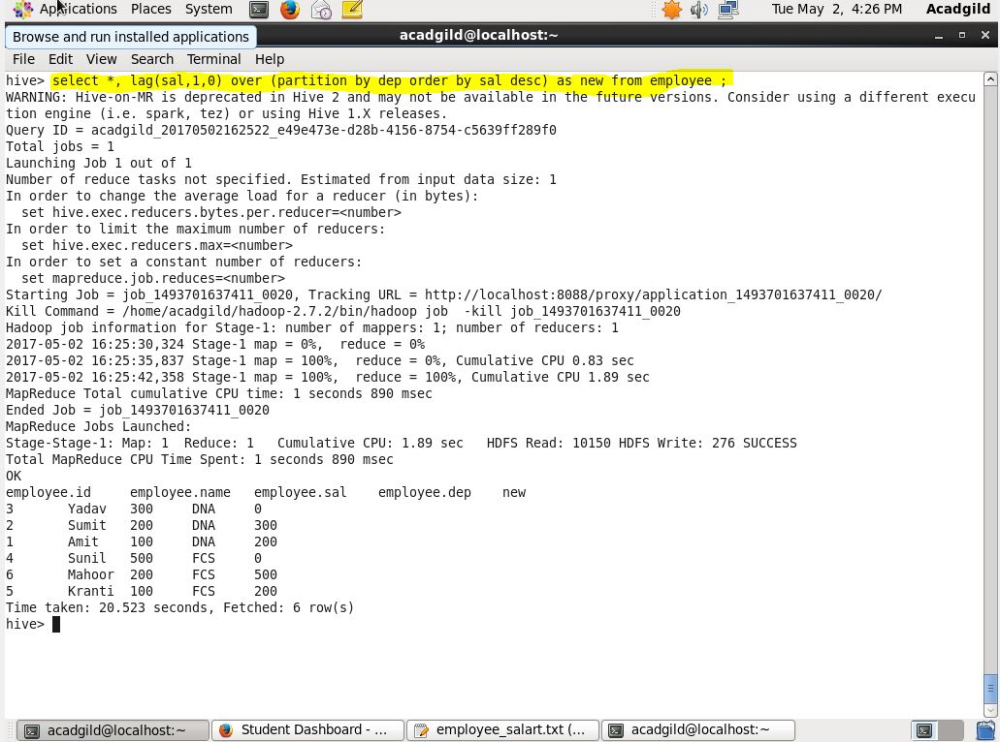 Applications Places System Tue May 2, 4:26 PM Acadgild
Browse and run installed applications
acadgild@localhost:~
File Edit View Search Terminal Help
hive> select *, lag(sal,1,0) over (partition by dep order by sal desc) as new from employee ;
WARNING: Hive-on-MR is deprecated in Hive 2 and may not be available in the future versions. Consider using a different execu
tion engine (i.e. spark, tez) or using Hive 1.X releases.
Query ID = acadgild_20170502162522_e49e473e-d28b-4156-8754-c5639ff289f0
Total jobs = 1
Launching Job 1 out of 1
Number of reduce tasks not specified. Estimated from input data size: 1
In order to change the average load for a reducer (in bytes):
  set hive.exec.reducers.bytes.per.reducer=<number>
In order to limit the maximum number of reducers:
  set hive.exec.reducers.max=<number>
In order to set a constant number of reducers:
  set mapreduce.job.reduces=<number>
Starting Job = job_1493701637411_0020, Tracking URL = http://localhost:8088/proxy/application_1493701637411_0020/
Kill Command = /home/acadgild/hadoop-2.7.2/bin/hadoop job  -kill job_1493701637411_0020
Hadoop job information for Stage-1: number of mappers: 1; number of reducers: 1
2017-05-02 16:25:30,324 Stage-1 map = 0%,  reduce = 0%
2017-05-02 16:25:35,837 Stage-1 map = 100%,  reduce = 0%, Cumulative CPU 0.83 sec
2017-05-02 16:25:42,358 Stage-1 map = 100%,  reduce = 100%, Cumulative CPU 1.89 sec
MapReduce Total cumulative CPU time: 1 seconds 890 msec
Ended Job = job_1493701637411_0020
MapReduce Jobs Launched:
Stage-Stage-1: Map: 1  Reduce: 1   Cumulative CPU: 1.89 sec   HDFS Read: 10150 HDFS Write: 276 SUCCESS
Total MapReduce CPU Time Spent: 1 seconds 890 msec
OK
employee.id     employee.name   employee.sal    employee.dep    new
3       Yadav   300     DNA     0
2       Sumit   200     DNA     300
1       Amit    100     DNA     200
4       Sunil   500     FCS     0
6       Mahoor  200     FCS     500
5       Kranti  100     FCS     200
Time taken: 20.523 seconds, Fetched: 6 row(s)
hive>
acadgild@localhost:~ Student Dashboard - ... employee_salart.txt (... acadgild@localhost:~